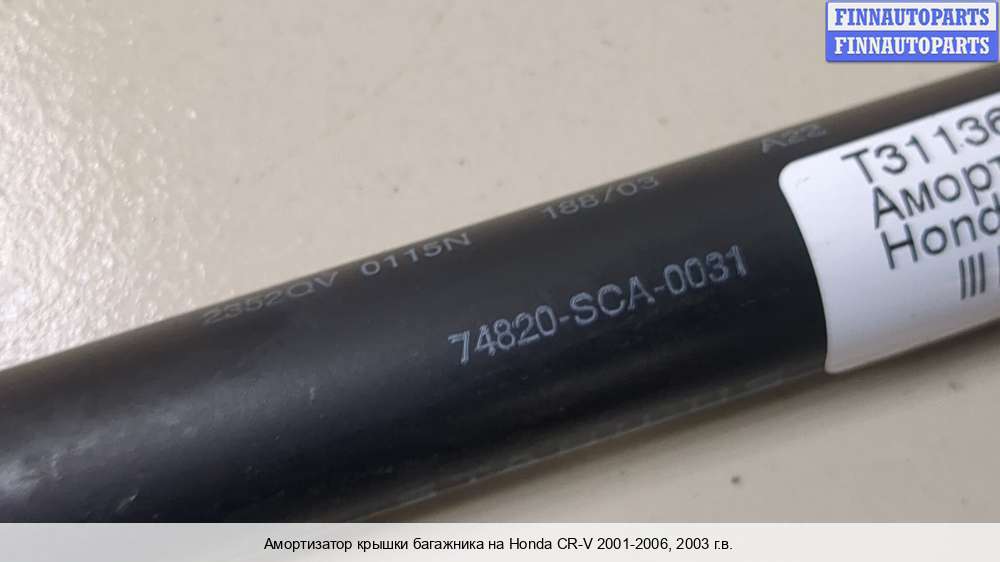 FINNAUTOPARTS
FINNAUTOPARTS
2352QV 0115N 188/03 A22
74820-SCA-0031
T31136
Аморт
Hond
III
Амортизатор крышки багажника на Honda CR-V 2001-2006, 2003 г.в.